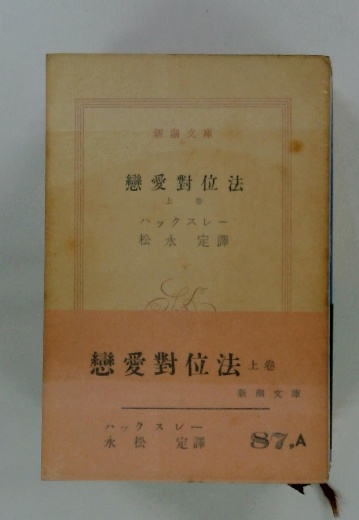 新潮文庫
戀愛對位法
上卷
ハックスレー
松永 定譯
戀愛對位法 上卷
新潮文庫
ハックスレー
永松 定譯
87,A